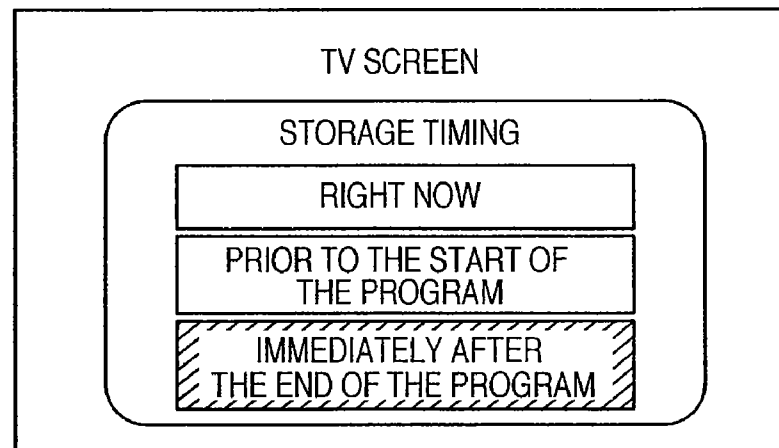 TV SCREEN
STORAGE TIMING
RIGHT NOW
PRIOR TO THE START OF
THE PROGRAM
IMMEDIATELY AFTER
THE END OF THE PROGRAM